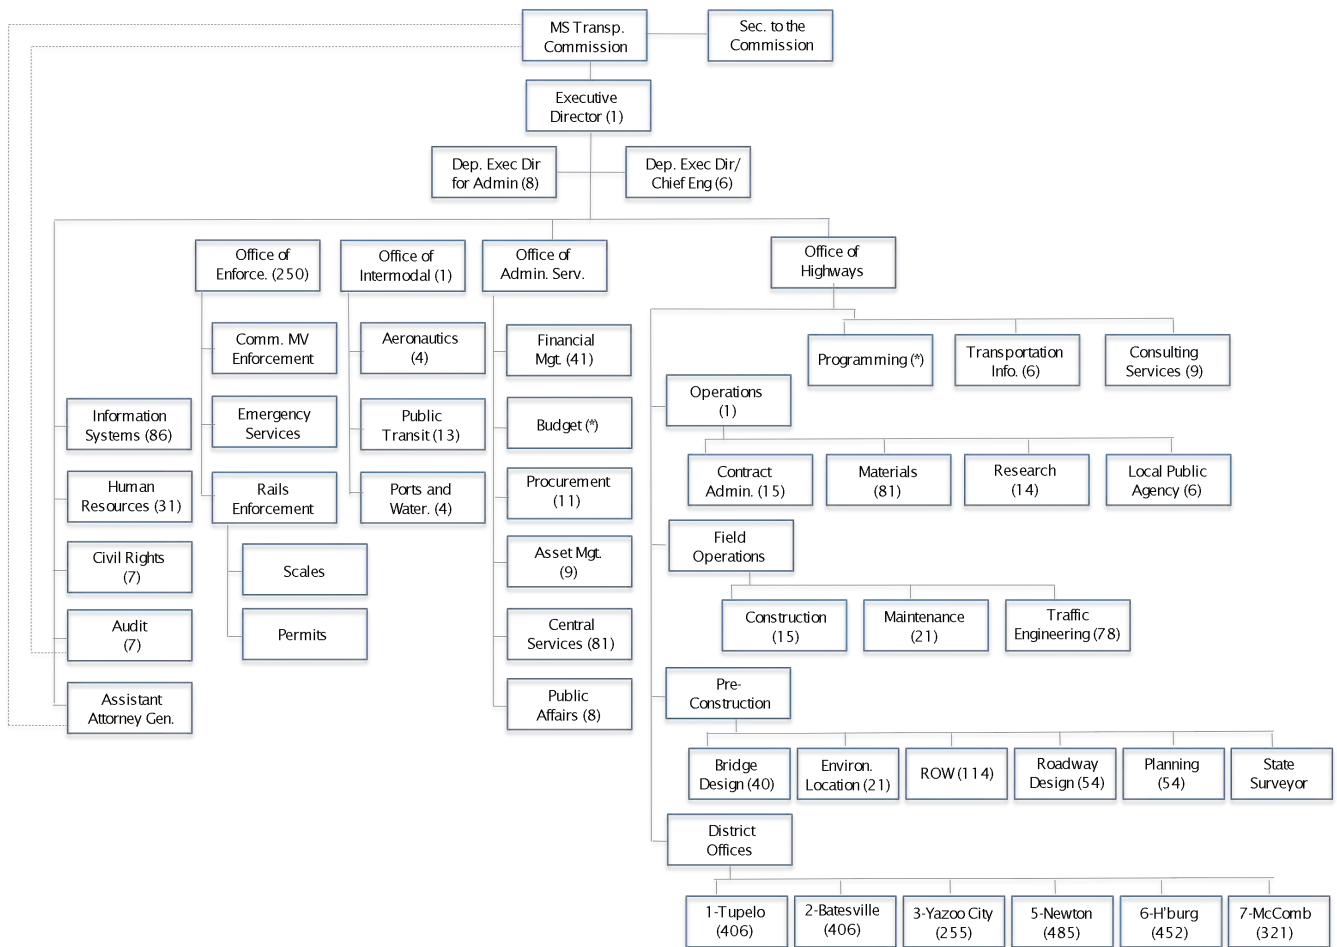 MS Transp.
Commission
Sec. to the
Commission
Executive
Director (1)
Dep. Exec Dir
for Admin (8)
Dep. Exec Dir/
Chief Eng (6)
Office of
Enforce. (250)
Office of
Intermodal (1)
Office of
Admin. Serv.
Office of
Highways
Information
Systems (86)
Human
Resources (31)
Civil Rights
(7)
Audit
(7)
Assistant
Attorney Gen.
Comm. MV
Enforcement
Emergency
Services
Rails
Enforcement
Scales
Permits
Aeronautics
(4)
Public
Transit (13)
Ports and
Water. (4)
Financial
Mgt. (41)
Budget (*)
Procurement
(11)
Asset Mgt.
(9)
Central
Services (81)
Public
Affairs (8)
Programming (*)
Transportation
Info. (6)
Consulting
Services (9)
Operations
(1)
Contract
Admin. (15)
Materials
(81)
Research
(14)
Local Public
Agency (6)
Field
Operations
Construction
(15)
Maintenance
(21)
Traffic
Engineering (78)
Pre-
Construction
Bridge
Design (40)
Environ.
Location (21)
ROW (114)
Roadway
Design (54)
Planning
(54)
State
Surveyor
District
Offices
1-Tupelo
(406)
2-Batesville
(406)
3-Yazoo City
(255)
5-Newton
(485)
6-H'burg
(452)
7-McComb
(321)